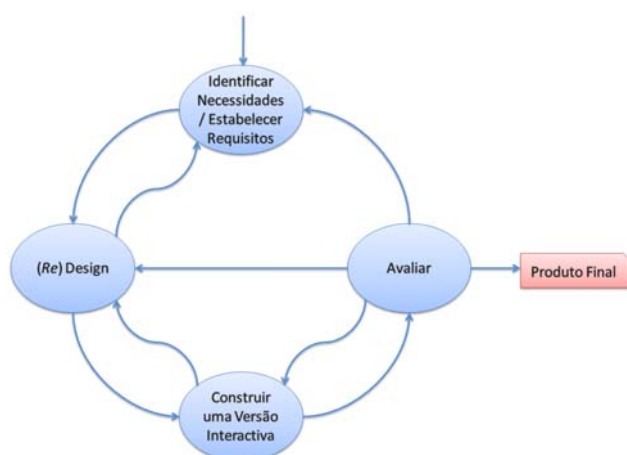 Identificar
Necessidades
/ Estabelecer
Requisitos
(Re) Design
Avaliar
Produto Final
Construir
uma Versão
Interactiva